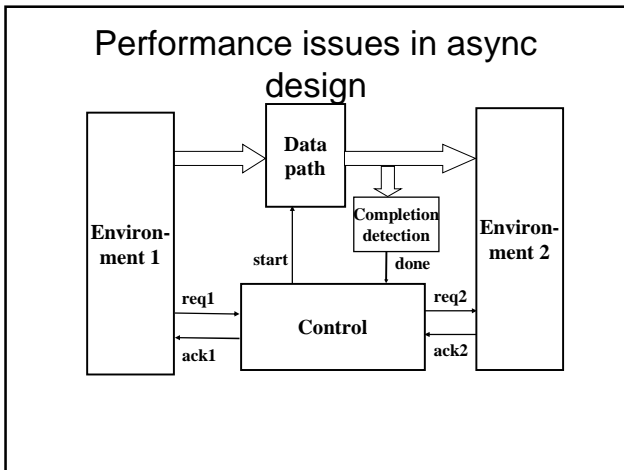 Performance issues in async
design
Data
path
Completion
detection
Environ-
ment 1
Environ-
ment 2
start
done
req1
req2
Control
ack1
ack2